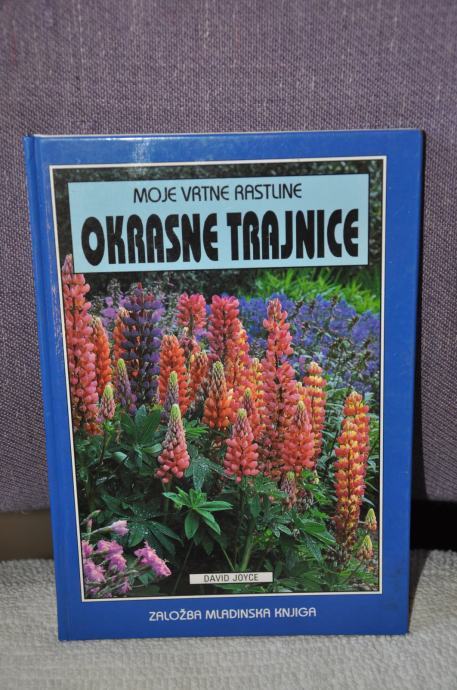 MOJE VRTNE RASTLINE
OKRASNE TRAJNICE
DAVID JOYCE
ZALOŽBA MLADINSKA KNJIGA